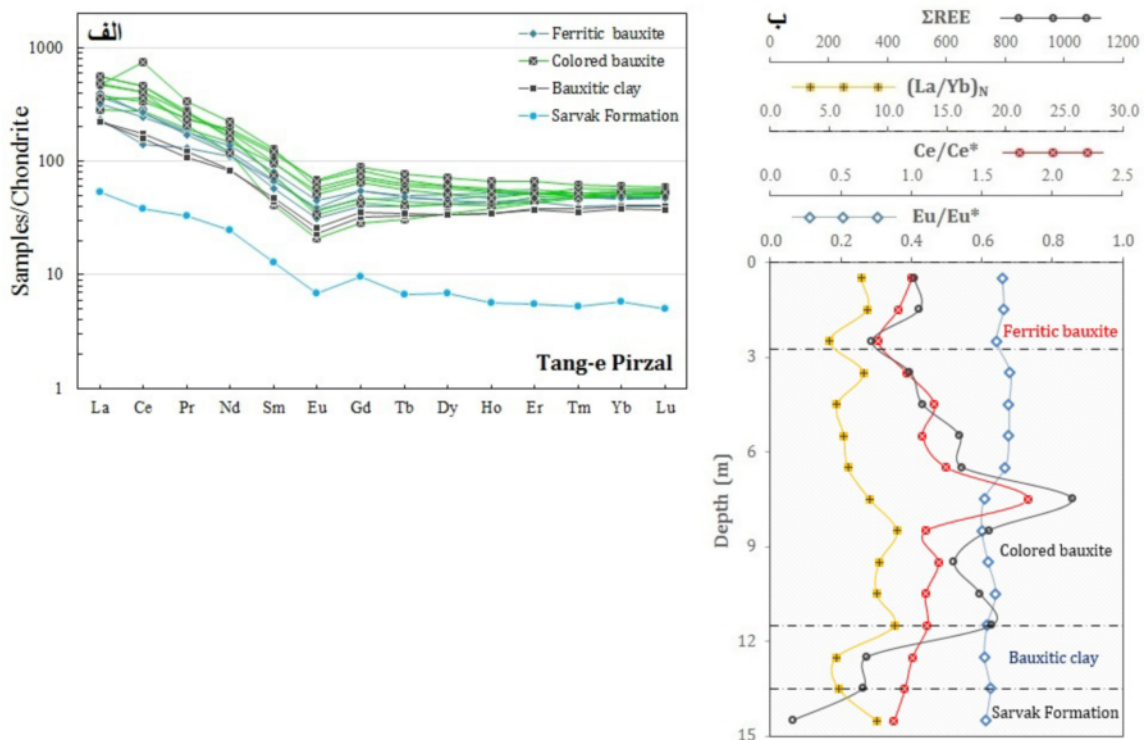 الف
Ferritic bauxite
Colored bauxite
Bauxitic clay
Sarvak Formation
1000
100
10
1
Samples/Chondrite
Tang-e Pirzal
La Ce Pr Nd Sm Eu Gd Tb Dy Ho Er Tm Yb Lu
ب
ΣREE
0 200 400 600 800 1000 1200
(La/Yb)N
0.0 5.0 10.0 15.0 20.0 25.0 30.0
Ce/Ce*
0.0 0.5 1.0 1.5 2.0 2.5
Eu/Eu*
0.0 0.2 0.4 0.6 0.8 1.0
0
3
6
9
12
15
Depth (m)
Ferritic bauxite
Colored bauxite
Bauxitic clay
Sarvak Formation